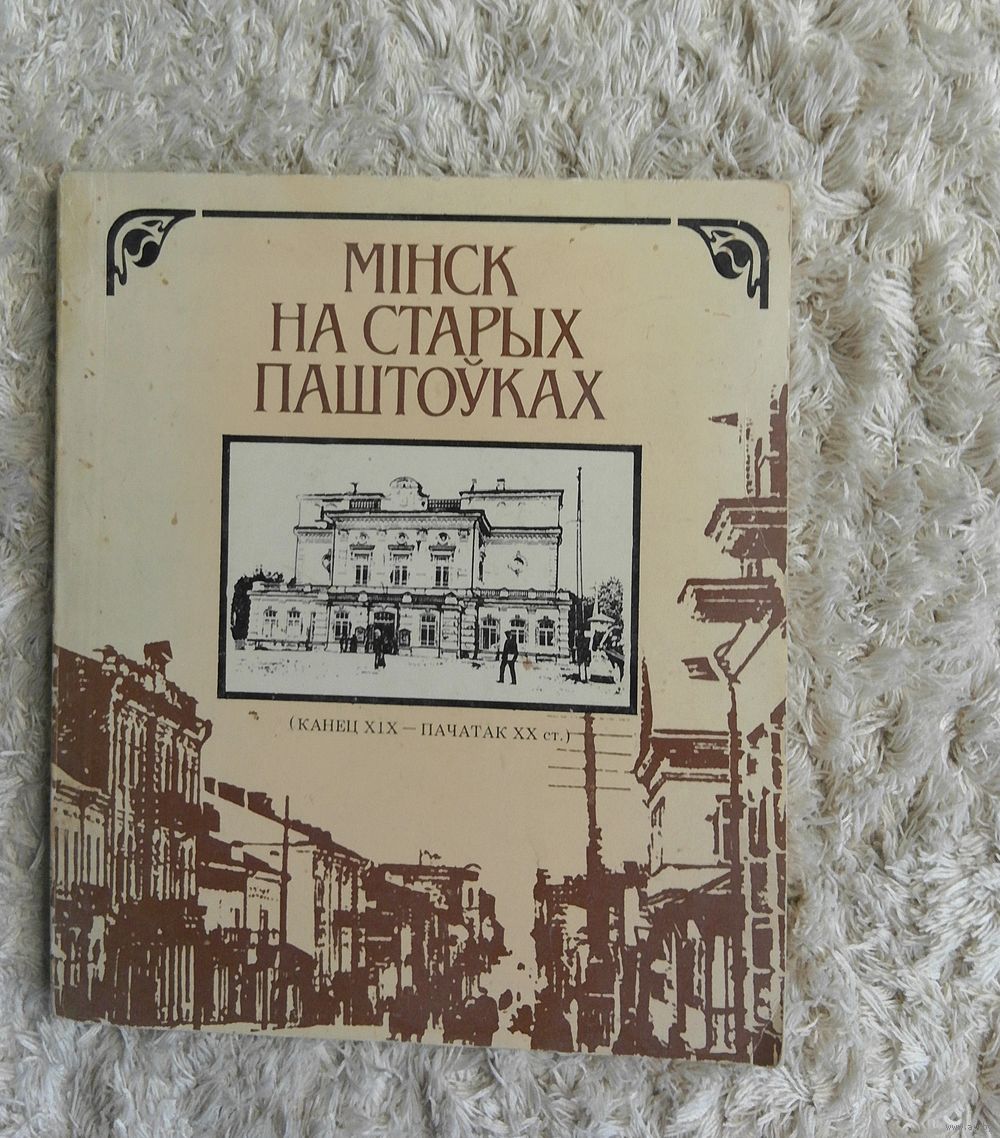 МІНСК
НА СТАРЫХ
ПАШТОЎКАХ
(КАНЕЦ XIX — ПАЧАТАК XX ст.)